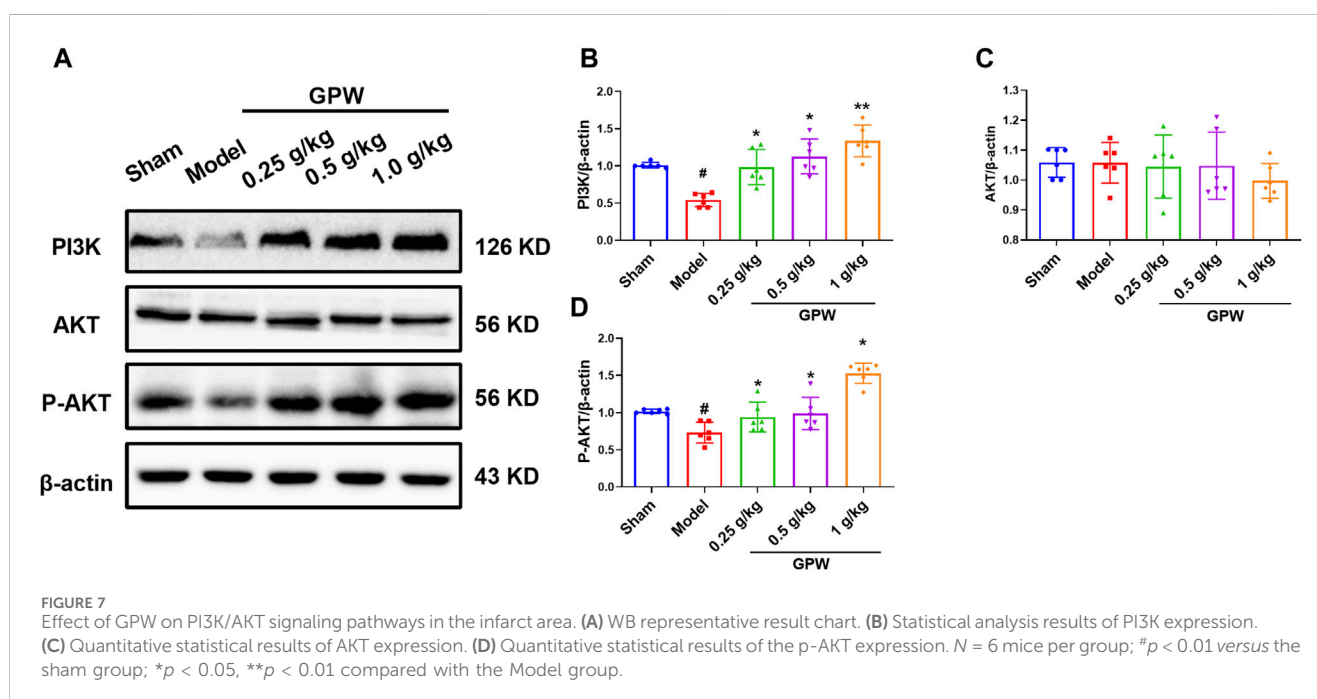 A
GPW
Sham
Model
0.25 g/kg
0.5 g/kg
1.0 g/kg
PI3K
126 KD
AKT
56 KD
P-AKT
56 KD
β-actin
43 KD
B
PI3K/β-actin
2.0
1.5
1.0
0.5
0.0
#
*
*
**
Sham
Model
0.25 g/kg
0.5 g/kg
1 g/kg
GPW
C
AKT/β-actin
1.3
1.2
1.1
1.0
0.9
0.8
Sham
Model
0.25 g/kg
0.5 g/kg
1 g/kg
GPW
D
P-AKT/β-actin
2.0
1.5
1.0
0.5
0.0
#
*
*
*
Sham
Model
0.25 g/kg
0.5 g/kg
1 g/kg
GPW
FIGURE 7
Effect of GPW on PI3K/AKT signaling pathways in the infarct area. (A) WB representative result chart. (B) Statistical analysis results of PI3K expression.
(C) Quantitative statistical results of AKT expression. (D) Quantitative statistical results of the p-AKT expression. N = 6 mice per group; #p < 0.01 versus the
sham group; *p < 0.05, **p < 0.01 compared with the Model group.